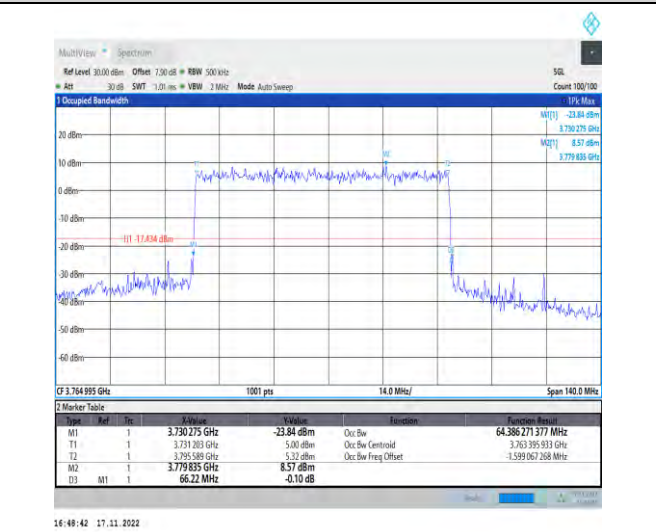 MultiView Spectrum
Ref Level 30.00 dBm Offset 7.90 dB RBW 500 kHz SGL
Att 30 dB SWT 1.01 ms VBW 2 MHz Mode Auto Sweep Count 100/100
1 Occupied Bandwidth 1Pk Max
M1[1] -23.84 dBm
3.730 275 GHz
M2[1] 8.57 dBm
3.779 835 GHz
20 dBm
10 dBm
M2
T1
T2
0 dBm
-10 dBm
H1 -17.434 dBm
M1
-20 dBm
-30 dBm
-40 dBm
-50 dBm
-60 dBm
CF 3.764 995 GHz 1001 pts 14.0 MHz/ Span 140.0 MHz
2 Marker Table
Type Ref Trc X-Value Y-Value Function Function Result
M1 1 3.730 275 GHz -23.84 dBm Occ Bw 64.386 271 377 MHz
T1 1 3.731 203 GHz 5.00 dBm Occ Bw Centroid 3.763 395 933 GHz
T2 1 3.795 589 GHz 5.32 dBm Occ Bw Freq Offset -1.599 067 268 MHz
M2 1 3.779 835 GHz 8.57 dBm
D3 M1 1 66.22 MHz -0.10 dB
16:48:42 17.11.2022